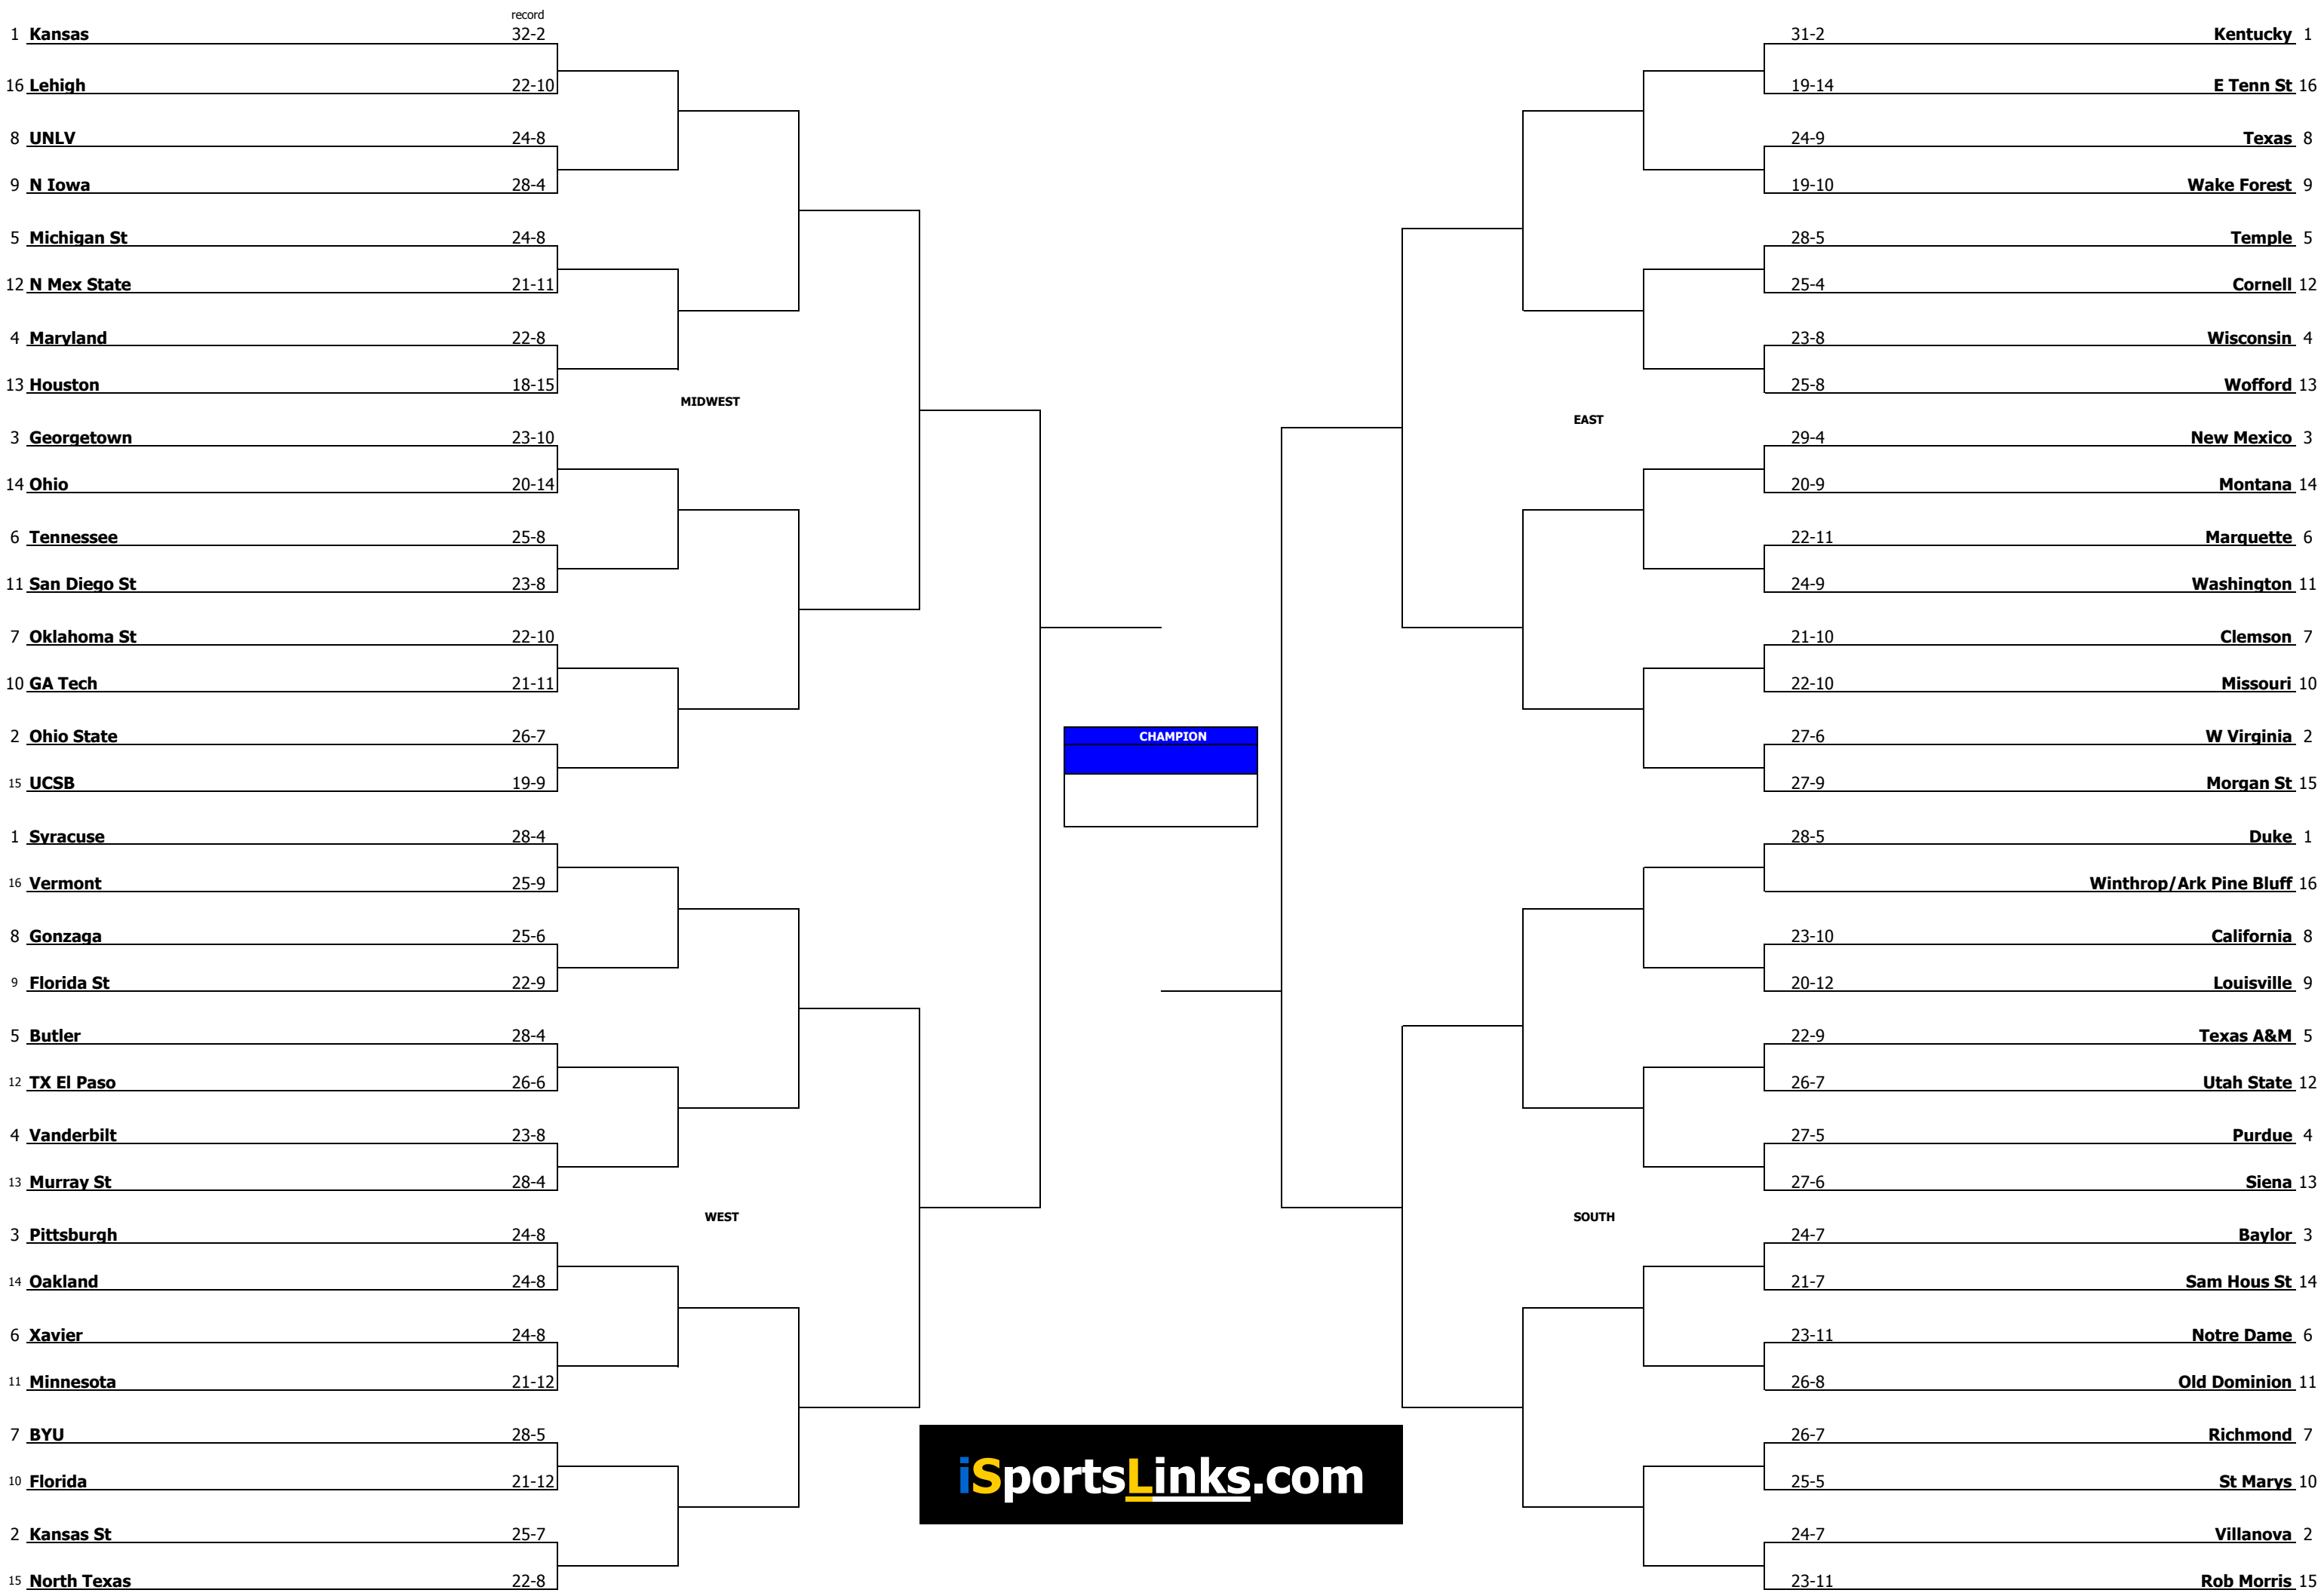 record
1 Kansas 32-2
16 Lehigh 22-10
8 UNLV 24-8
9 N Iowa 28-4
5 Michigan St 24-8
12 N Mex State 21-11
4 Maryland 22-8
13 Houston 18-15
MIDWEST
3 Georgetown 23-10
14 Ohio 20-14
6 Tennessee 25-8
11 San Diego St 23-8
7 Oklahoma St 22-10
10 GA Tech 21-11
2 Ohio State 26-7
15 UCSB 19-9
1 Syracuse 28-4
16 Vermont 25-9
8 Gonzaga 25-6
9 Florida St 22-9
5 Butler 28-4
12 TX El Paso 26-6
4 Vanderbilt 23-8
13 Murray St 28-4
WEST
3 Pittsburgh 24-8
14 Oakland 24-8
6 Xavier 24-8
11 Minnesota 21-12
7 BYU 28-5
10 Florida 21-12
2 Kansas St 25-7
15 North Texas 22-8
CHAMPION
iSportsLinks.com
31-2 Kentucky 1
19-14 E Tenn St 16
24-9 Texas 8
19-10 Wake Forest 9
28-5 Temple 5
25-4 Cornell 12
23-8 Wisconsin 4
25-8 Wofford 13
EAST
29-4 New Mexico 3
20-9 Montana 14
22-11 Marquette 6
24-9 Washington 11
21-10 Clemson 7
22-10 Missouri 10
27-6 W Virginia 2
27-9 Morgan St 15
28-5 Duke 1
Winthrop/Ark Pine Bluff 16
23-10 California 8
20-12 Louisville 9
22-9 Texas A&M 5
26-7 Utah State 12
27-5 Purdue 4
27-6 Siena 13
SOUTH
24-7 Baylor 3
21-7 Sam Hous St 14
23-11 Notre Dame 6
26-8 Old Dominion 11
26-7 Richmond 7
25-5 St Marys 10
24-7 Villanova 2
23-11 Rob Morris 15